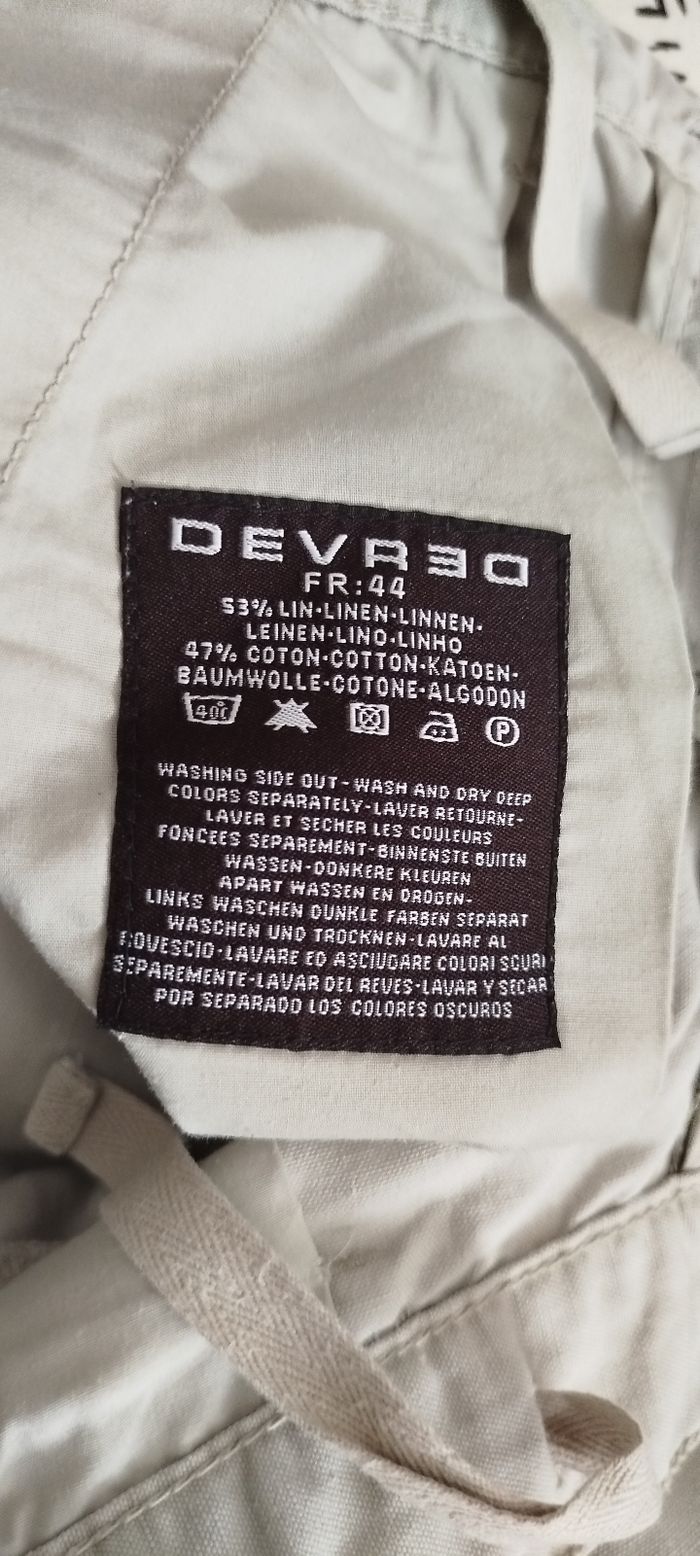 DEVRED
FR:44
53% LIN-LINEN-LINNEN-
LEINEN-LINO-LINHO
47% COTON-COTTON-KATOEN-
BAUMWOLLE-COTONE-ALGODON
40C
P
WASHING SIDE OUT-WASH AND DRY DEEP
COLORS SEPARATELY-LAVER RETOURNE-
LAVER ET SECHER LES COULEURS
FONCEES SEPAREMENT-BINNENSTE BUITEN
WASSEN-DONKERE KLEUREN
APART WASSEN EN DROGEN-
LINKS WASCHEN DUNKLE FARBEN SEPARAT
WASCHEN UND TROCKNEN-LAVARE AL
ROVESCIO-LAVARE ED ASCIUGARE COLORI SCURI
SEPAREMENTE-LAVAR DEL REVES-LAVAR Y SECAR
POR SEPARADO LOS COLORES OSCUROS